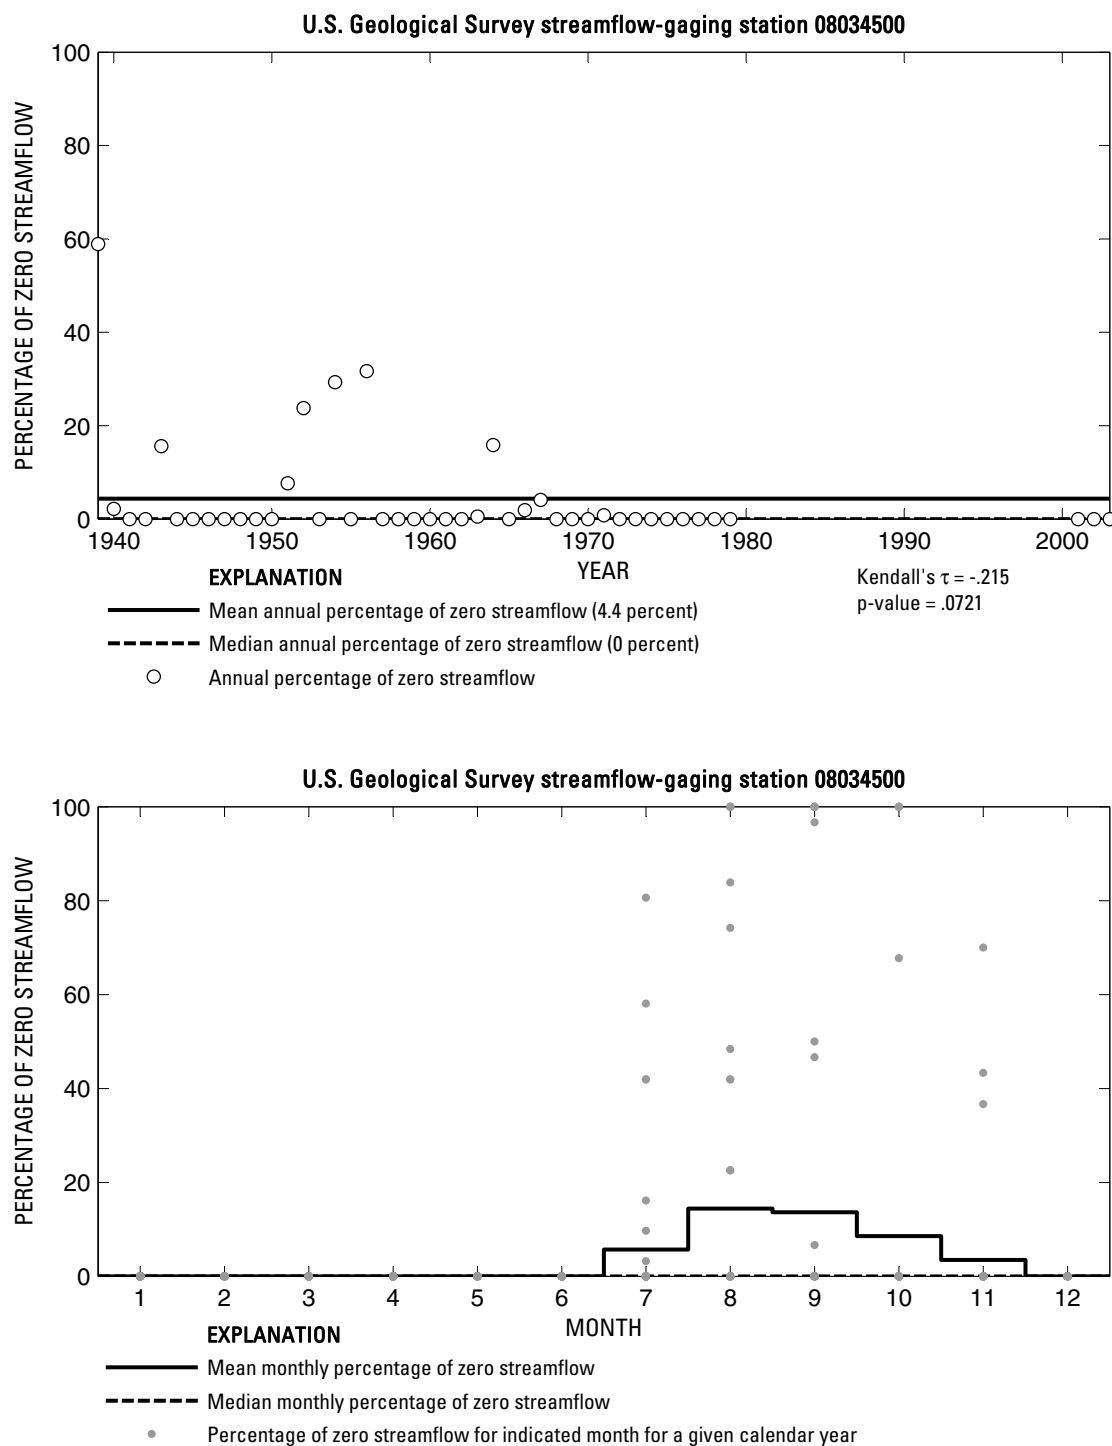 U.S. Geological Survey streamflow-gaging station 08034500
PERCENTAGE OF ZERO STREAMFLOW
100
80
60
40
20
0
1940 1950 1960 1970 1980 1990 2000
YEAR
EXPLANATION
Mean annual percentage of zero streamflow (4.4 percent)
Median annual percentage of zero streamflow (0 percent)
Annual percentage of zero streamflow
Kendall's τ = -.215
p-value = .0721
U.S. Geological Survey streamflow-gaging station 08034500
PERCENTAGE OF ZERO STREAMFLOW
100
80
60
40
20
0
1 2 3 4 5 6 7 8 9 10 11 12
MONTH
EXPLANATION
Mean monthly percentage of zero streamflow
Median monthly percentage of zero streamflow
Percentage of zero streamflow for indicated month for a given calendar year